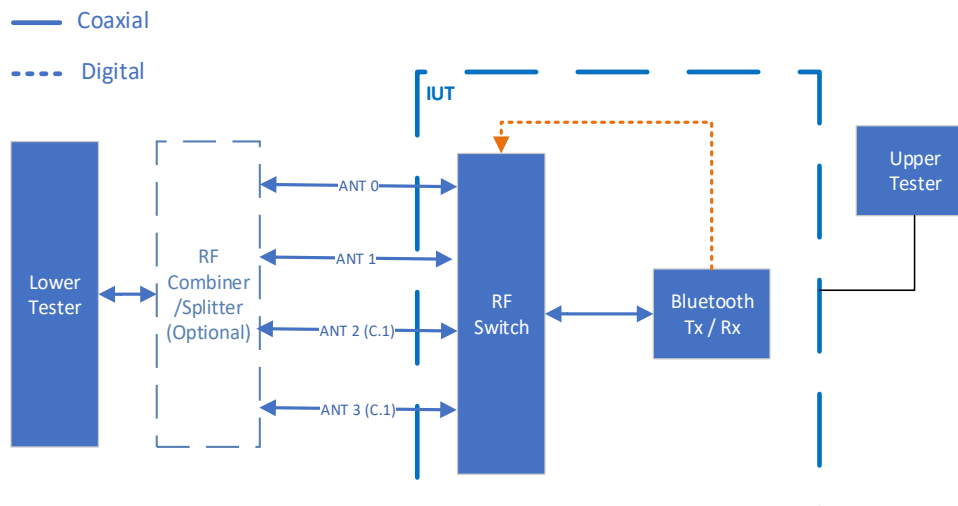 Coaxial
Digital
IUT
Upper
Tester
ANT 0
ANT 1
RF
Combiner
/Splitter
(Optional)
Lower
Tester
RF
Switch
Bluetooth
Tx / Rx
ANT 2 (C.1)
ANT 3 (C.1)